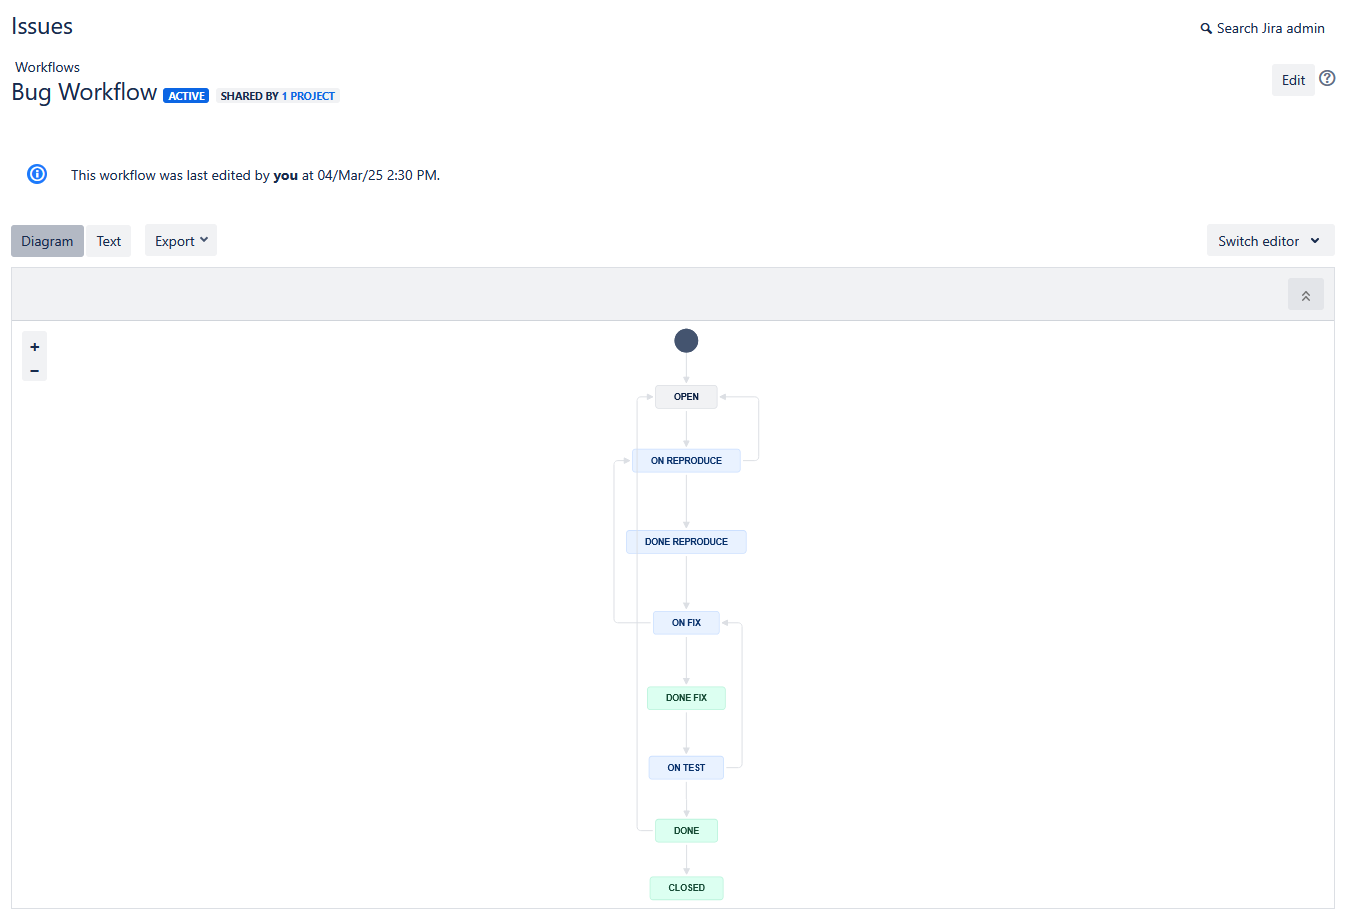 Issues
Search Jira admin
Workflows
Bug Workflow ACTIVE SHARED BY 1 PROJECT
Edit
This workflow was last edited by you at 04/Mar/25 2:30 PM.
Diagram Text Export
Switch editor
+
–
OPEN
ON REPRODUCE
DONE REPRODUCE
ON FIX
DONE FIX
ON TEST
DONE
CLOSED